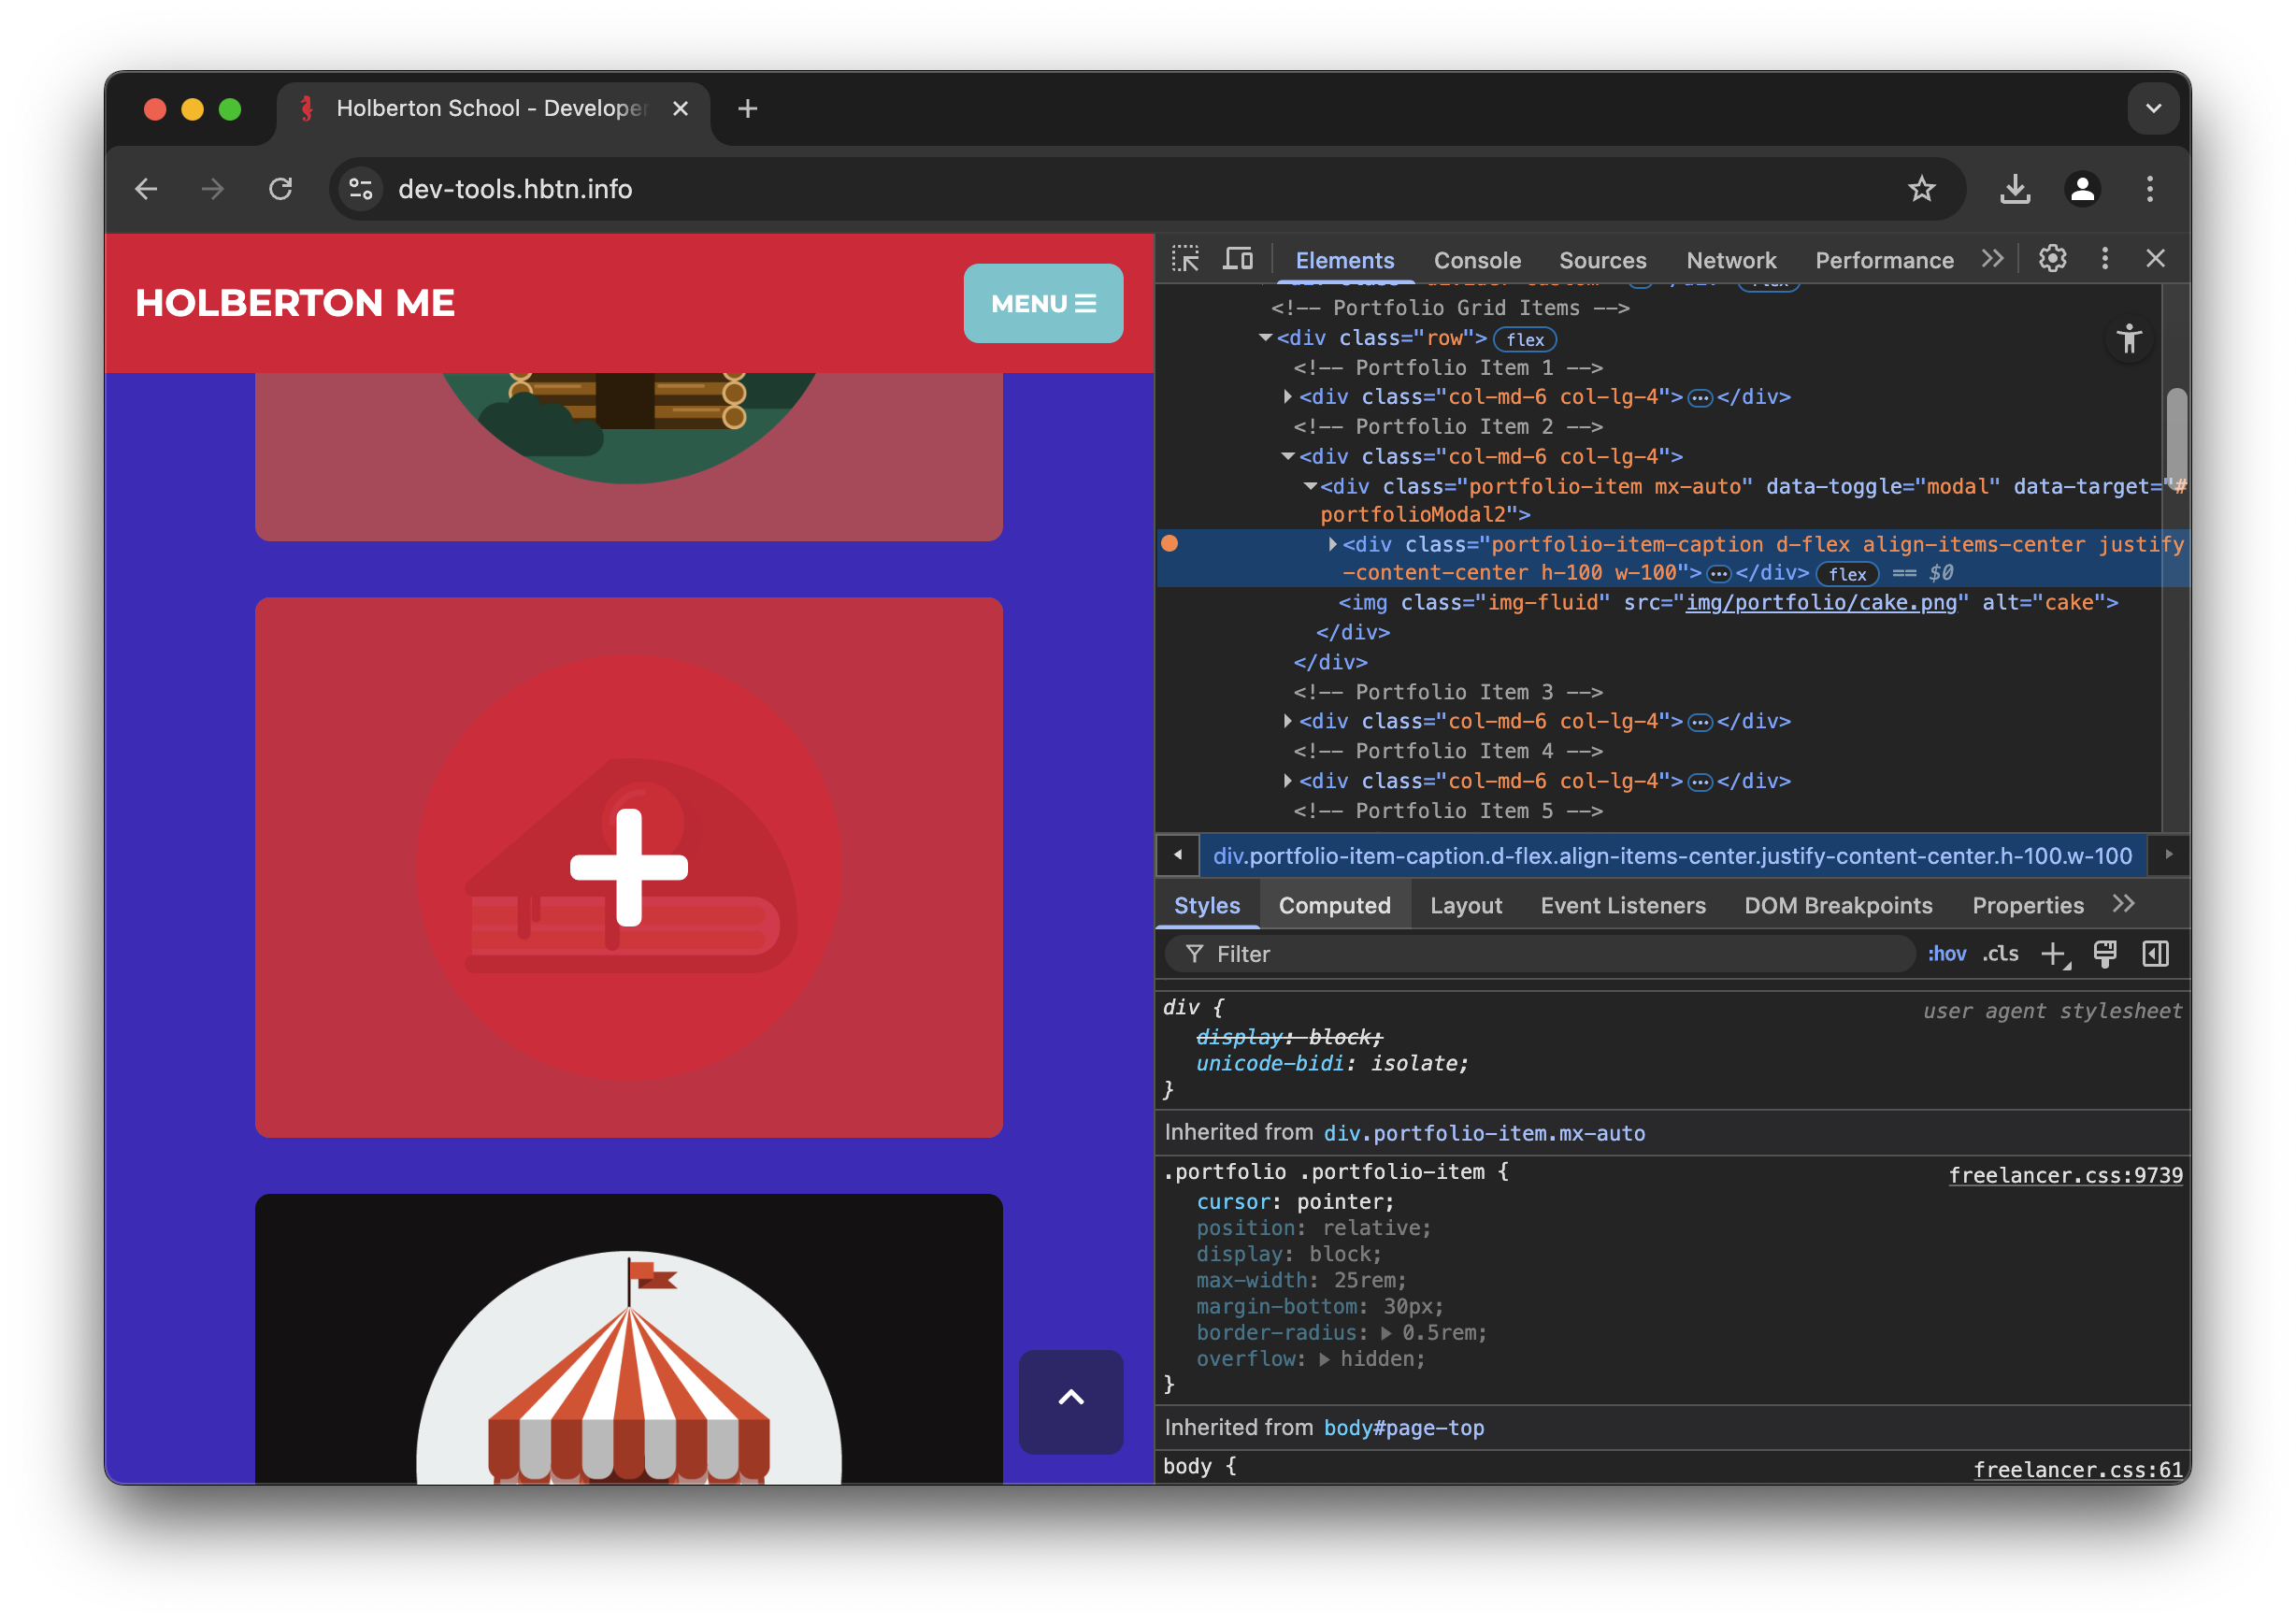 Holberton School - Developer
dev-tools.hbtn.info
HOLBERTON ME
MENU
Elements
Console
Sources
Network
Performance
<!-- Portfolio Grid Items -->
<div class="row"> flex
<!-- Portfolio Item 1 -->
<div class="col-md-6 col-lg-4"> ••• </div>
<!-- Portfolio Item 2 -->
<div class="col-md-6 col-lg-4">
<div class="portfolio-item mx-auto" data-toggle="modal" data-target="#
portfolioModal2">
<div class="portfolio-item-caption d-flex align-items-center justify
-content-center h-100 w-100"> ••• </div> flex == $0
<img class="img-fluid" src="img/portfolio/cake.png" alt="cake">
</div>
</div>
<!-- Portfolio Item 3 -->
<div class="col-md-6 col-lg-4"> ••• </div>
<!-- Portfolio Item 4 -->
<div class="col-md-6 col-lg-4"> ••• </div>
<!-- Portfolio Item 5 -->
div.portfolio-item-caption.d-flex.align-items-center.justify-content-center.h-100.w-100
Styles
Computed
Layout
Event Listeners
DOM Breakpoints
Properties
Filter
:hov
.cls
div {
user agent stylesheet
display: block;
unicode-bidi: isolate;
}
Inherited from div.portfolio-item.mx-auto
.portfolio .portfolio-item {
freelancer.css:9739
cursor: pointer;
position: relative;
display: block;
max-width: 25rem;
margin-bottom: 30px;
border-radius: 0.5rem;
overflow: hidden;
}
Inherited from body#page-top
body {
freelancer.css:61